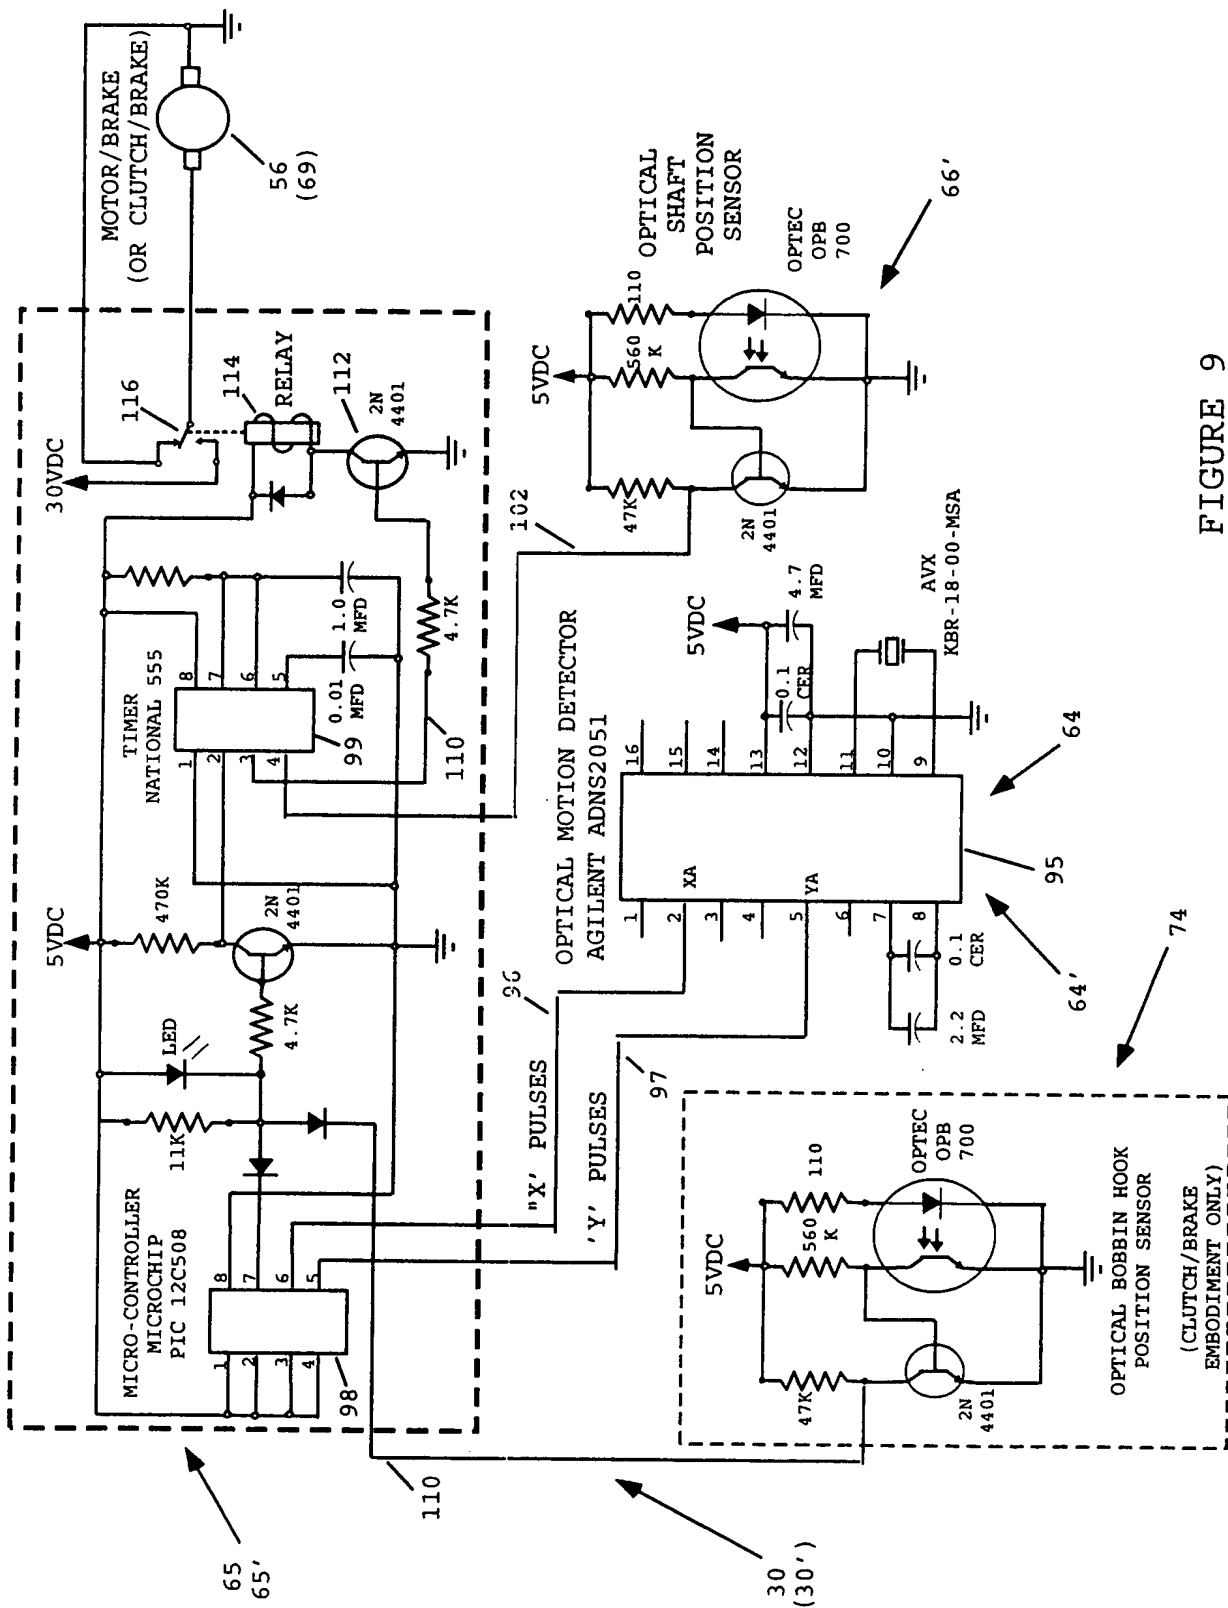 MOTOR/BRAKE
(OR CLUTCH/BRAKE)
56
(69)
30VDC
116
114
RELAY
112
2N
4401
5VDC
470K
TIMER
NATIONAL 555
1
2
3
4
8
7
6
5
99
0.01
MFD
1.0
MFD
4.7K
110
2N
4401
4.7K
LED
11K
MICRO-CONTROLLER
MICROCHIP
PIC 12C508
1
2
3
4
8
7
6
5
98
65
65'
110
30
(30')
"X' PULSES
'Y' PULSES
96
97
102
OPTICAL
SHAFT
POSITION
SENSOR
5VDC
47K
560
K
110
OPTEC
OPB
700
2N
4401
66'
OPTICAL MOTION DETECTOR
AGILENT ADNS2051
1
2
3
4
5
6
7
8
XA
YA
16
15
14
13
12
11
10
9
5VDC
0.1
CER
4.7
MFD
AVX
KBR-18-00-MSA
0.1
CER
2.2
MFD
64
95
64'
74
5VDC
47K
560
K
110
OPTEC
OPB
700
2N
4401
OPTICAL BOBBIN HOOK
POSITION SENSOR
(CLUTCH/BRAKE
EMBODIMENT ONLY)
FIGURE 9